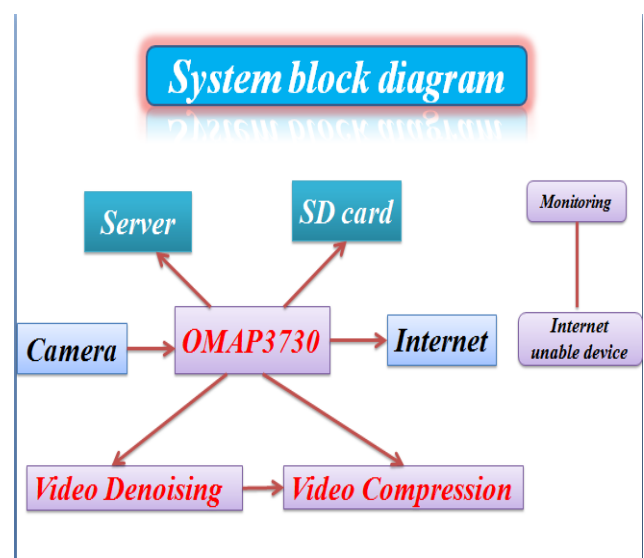 System block diagram
Server
SD card
Monitoring
Camera
OMAP3730
Internet
Internet
unable device
Video Denoising
Video Compression